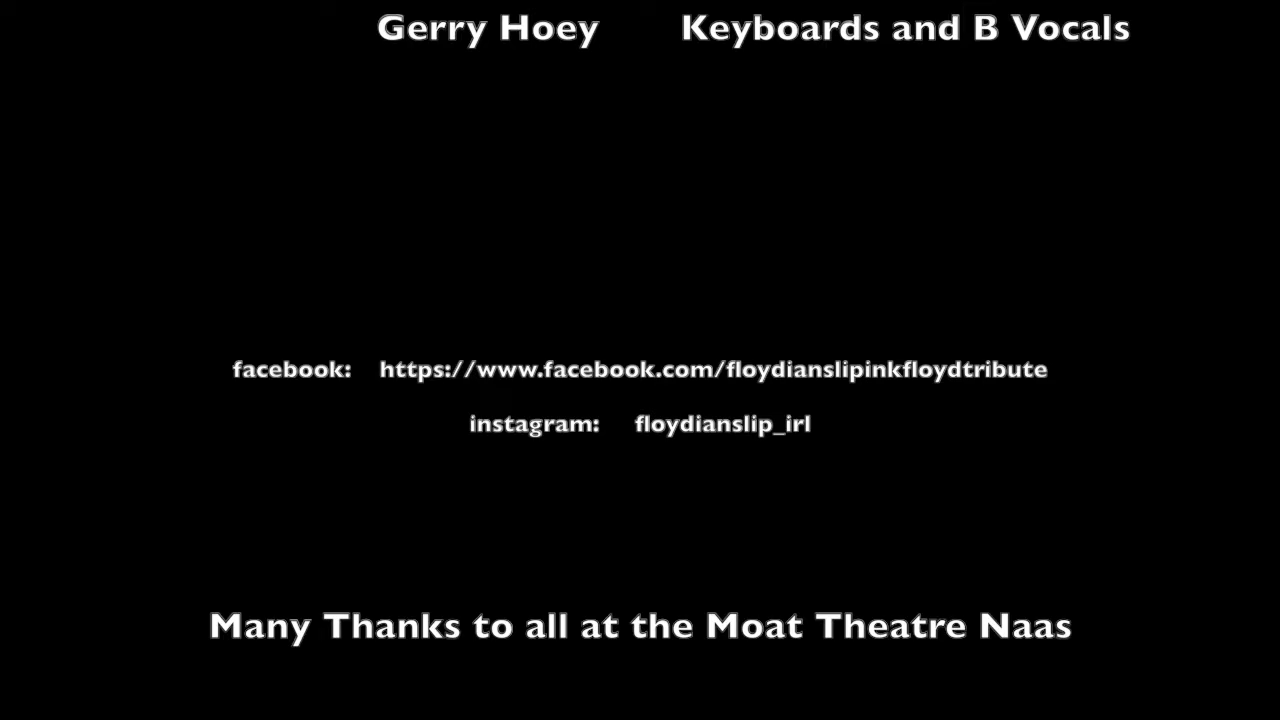 Gerry Hoey Keyboards and B Vocals
facebook: https://www.facebook.com/floydianslipinkfloydtribute
instagram: floydianslip_irl
Many Thanks to all at the Moat Theatre Naas